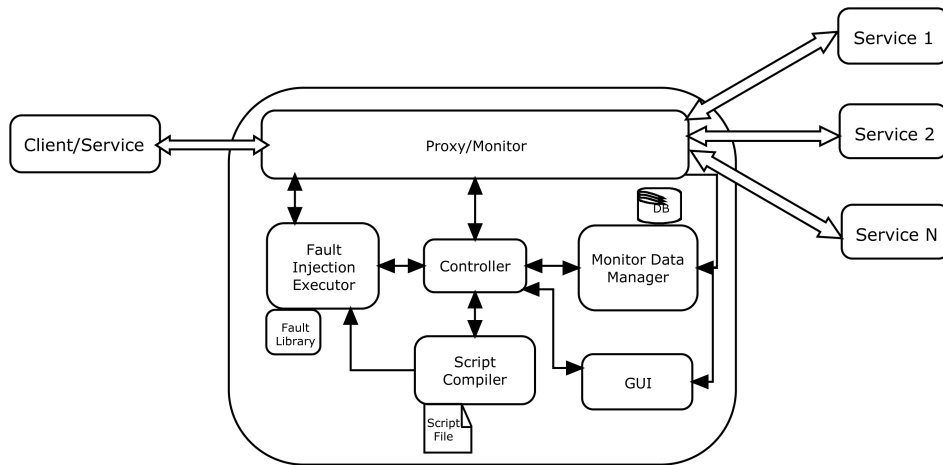 Service 1
Client/Service
Proxy/Monitor
Service 2
DB
Service N
Fault
Injection
Executor
Controller
Monitor Data
Manager
Fault
Library
Script
Compiler
GUI
Script
File